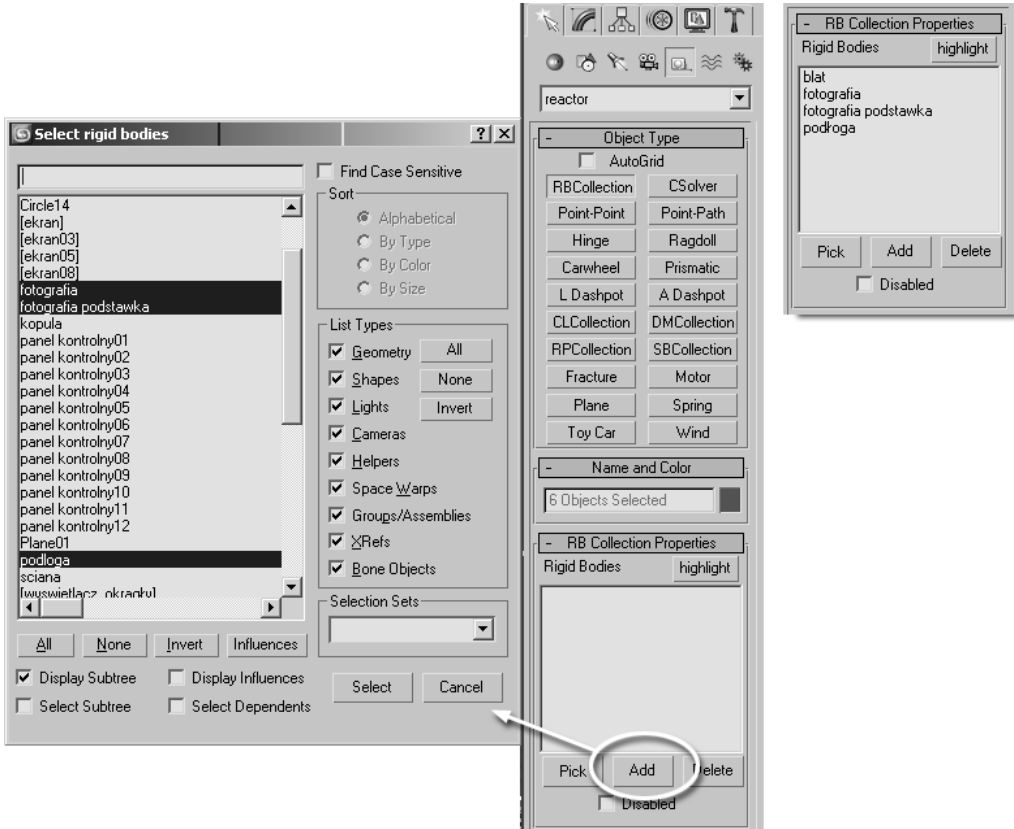 Select rigid bodies
Find Case Sensitive
Circle14
[ekran]
[ekran03]
[ekran05]
[ekran08]
fotografia
fotografia podstawka
kopula
panel kontrolny01
panel kontrolny02
panel kontrolny03
panel kontrolny04
panel kontrolny05
panel kontrolny06
panel kontrolny07
panel kontrolny08
panel kontrolny09
panel kontrolny10
panel kontrolny11
panel kontrolny12
Plane01
podloga
sciana
[wyswietlacz_okragly]
Sort
Alphabetical
By Type
By Color
By Size
List Types
Geometry All
Shapes None
Lights Invert
Cameras
Helpers
Space Warps
Groups/Assemblies
XRefs
Bone Objects
Selection Sets
All None Invert Influences
Display Subtree Display Influences
Select Subtree Select Dependents
Select Cancel
reactor
- Object Type
AutoGrid
RBCollection CSolver
Point-Point Point-Path
Hinge Ragdoll
Carwheel Prismatic
L Dashpot A Dashpot
CLCollection DMCollection
RPCollection SBCollection
Fracture Motor
Plane Spring
Toy Car Wind
- Name and Color
6 Objects Selected
- RB Collection Properties
Rigid Bodies highlight
Pick Add Delete
Disabled
- RB Collection Properties
Rigid Bodies highlight
blat
fotografia
fotografia podstawka
podłoga
Pick Add Delete
Disabled